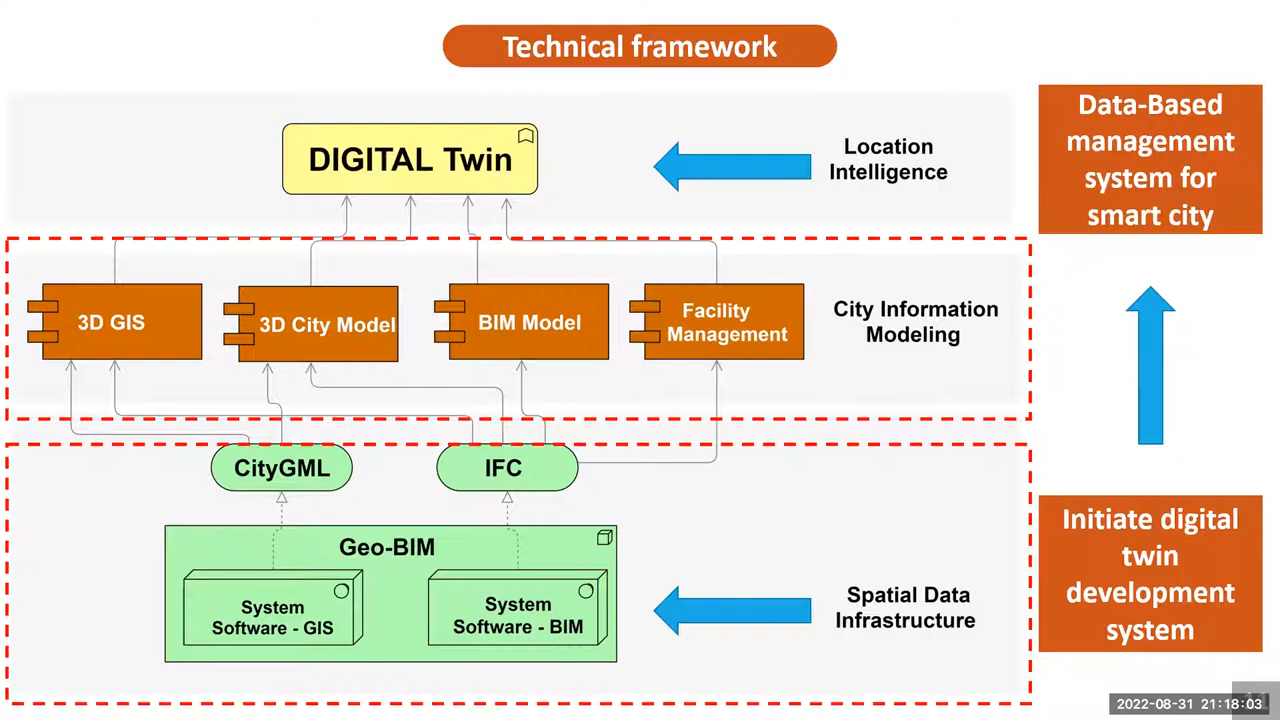 Technical framework
DIGITAL Twin
Location
Intelligence
Data-Based
management
system for
smart city
3D GIS
3D City Model
BIM Model
Facility
Management
City Information
Modeling
CityGML
IFC
Geo-BIM
System
Software - GIS
System
Software - BIM
Spatial Data
Infrastructure
Initiate digital
twin
development
system
2022-08-31 21:18:03